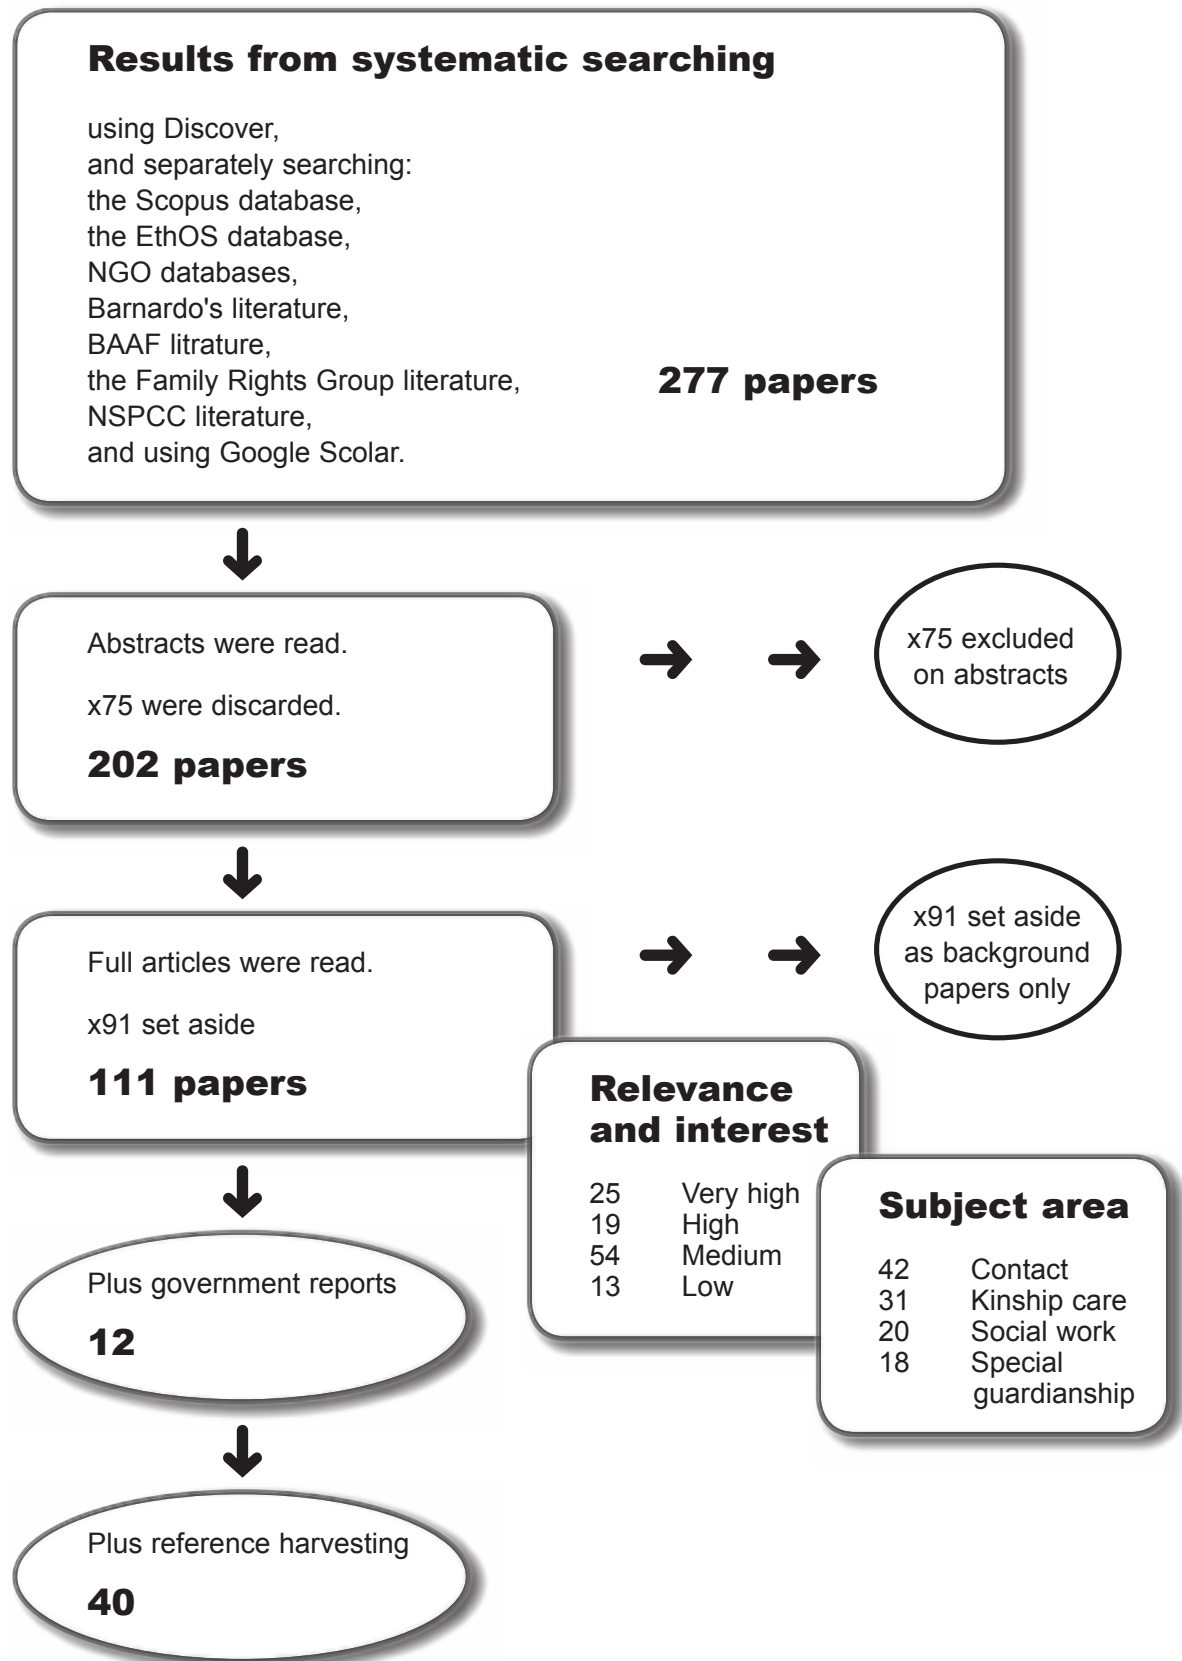 Results from systematic searching
using Discover,
and separately searching:
the Scopus database,
the EthOS database,
NGO databases,
Barnardo's literature,
BAAF litrature,
the Family Rights Group literature,
NSPCC literature,
and using Google Scolar.
277 papers
Abstracts were read.
x75 were discarded.
202 papers
x75 excluded
on abstracts
Full articles were read.
x91 set aside
111 papers
x91 set aside
as background
papers only
Relevance
and interest
25 Very high
19 High
54 Medium
13 Low
Subject area
42 Contact
31 Kinship care
20 Social work
18 Special
guardianship
Plus government reports
12
Plus reference harvesting
40